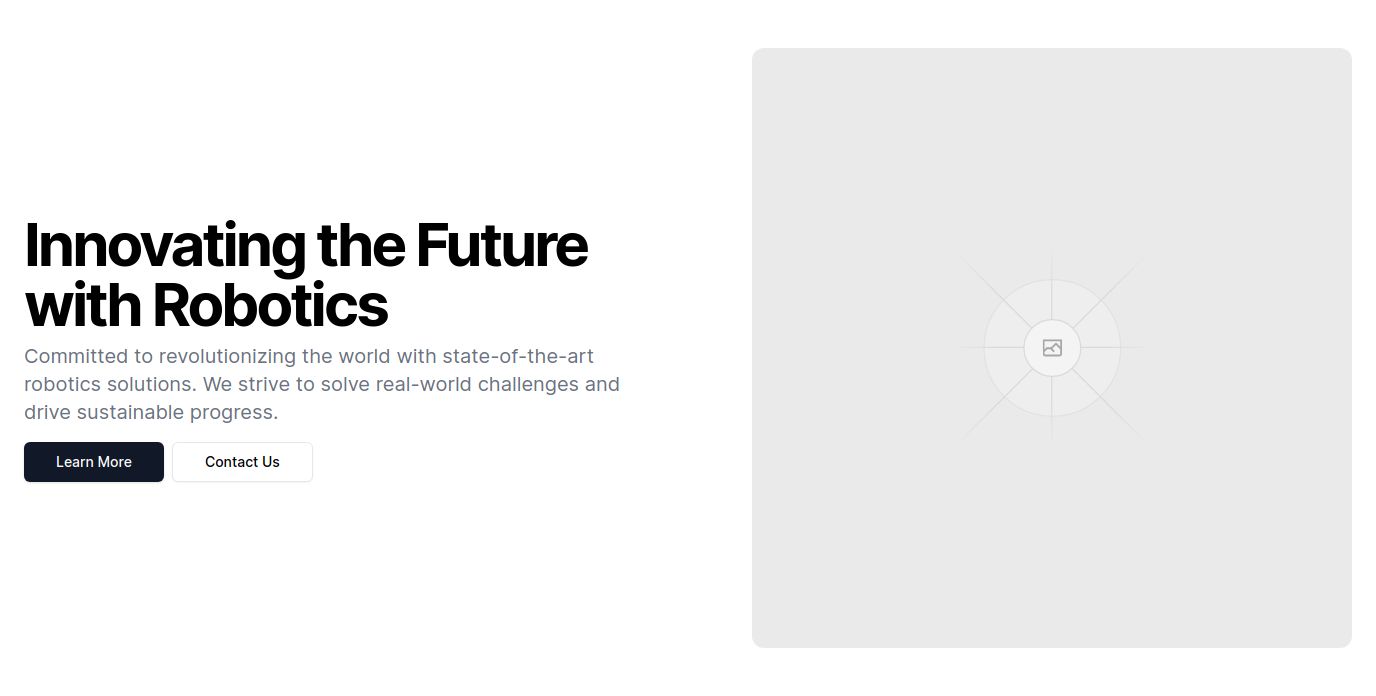 Innovating the Future
with Robotics
Committed to revolutionizing the world with state-of-the-art
robotics solutions. We strive to solve real-world challenges and
drive sustainable progress.
Learn More
Contact Us